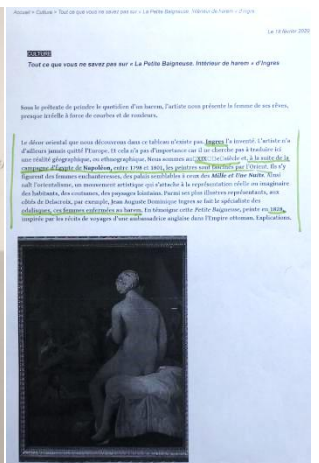 Accueil > Culture > Tout ce que vous ne savez pas sur « La Petite Baigneuse. Intérieur de harem » d'Ingres
Le 18 février 2020
CULTURE
Tout ce que vous ne savez pas sur « La Petite Baigneuse. Intérieur de harem » d'Ingres
Sous le prétexte de peindre le quotidien d'un harem, l'artiste nous présente la femme de ses rêves,
presque irréelle à force de courbes et de rondeurs.
Le décor oriental que nous découvrons dans ce tableau n'existe pas. Ingres l'a inventé. L'artiste n'a
d'ailleurs jamais quitté l'Europe. Et cela n'a pas d'importance car il ne cherche pas à traduire ici
une réalité géographique, ou ethnographique. Nous sommes au siècle et, à la suite de la
campagne d'Égypte de Napoléon, entre 1798 et 1801, les peintres sont fascinés par l'Orient. Ils s'y
figurent des femmes enchanteresses, des palais semblables à ceux des Mille et Une Nuits. Ainsi
naît l'orientalisme, un mouvement artistique qui s'attache à la représentation réelle ou imaginaire
des habitants, des coutumes, des paysages lointains. Parmi ses plus illustres représentants, aux
côtés de Delacroix, par exemple, Jean Auguste Dominique Ingres se fait le spécialiste des
odalisques, ces femmes enfermées au harem. En témoigne cette Petite Baigneuse, peinte en 1828,
inspirée par les récits de voyages d'une ambassadrice anglaise dans l'Empire ottoman. Explications.